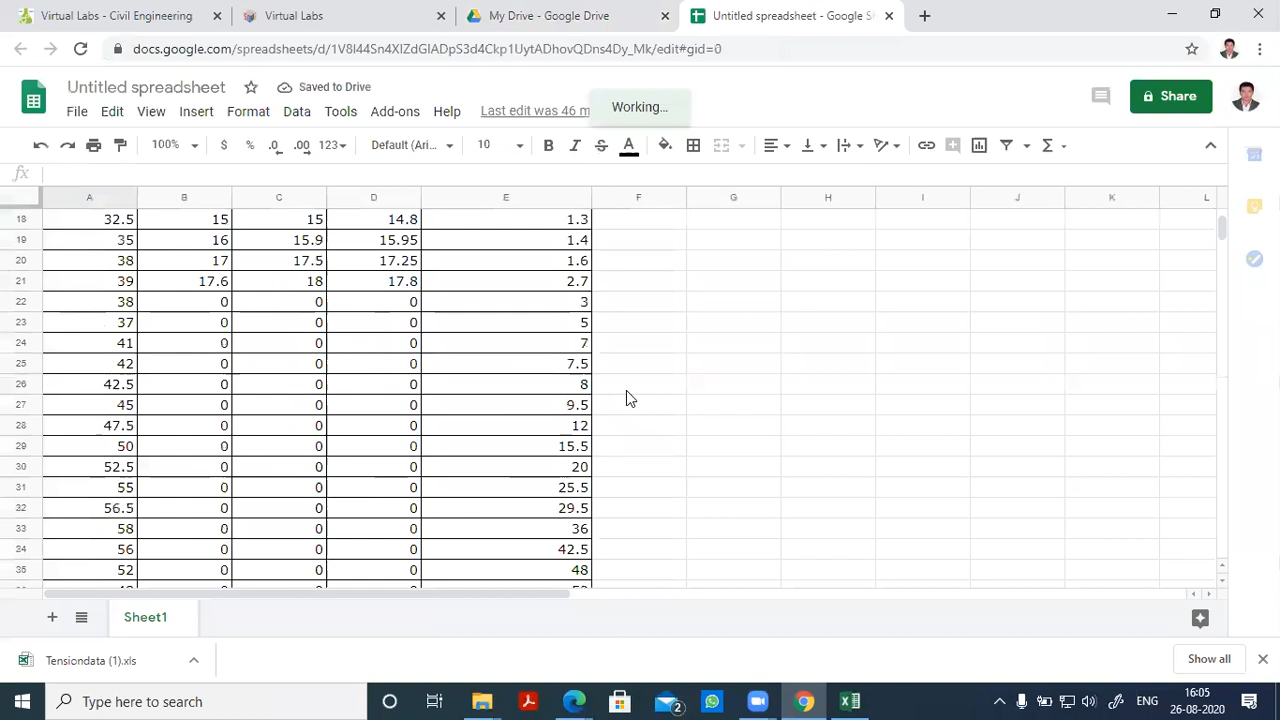 Virtual Labs - Civil Engineering
Virtual Labs
My Drive - Google Drive
Untitled spreadsheet - Google S
docs.google.com/spreadsheets/d/1V8I44Sn4XlZdGlADpS3d4Ckp1UytADhovQDns4Dy_Mk/edit#gid=0
Untitled spreadsheet Saved to Drive
Working...
Share
File Edit View Insert Format Data Tools Add-ons Help Last edit was 46 m
100% $ % .0 .00 123 Default (Ari... 10 B I S A Σ
fx
A B C D E F G H I J K L
18 32.5 15 15 14.8 1.3
19 35 16 15.9 15.95 1.4
20 38 17 17.5 17.25 1.6
21 39 17.6 18 17.8 2.7
22 38 0 0 0 3
23 37 0 0 0 5
24 41 0 0 0 7
25 42 0 0 0 7.5
26 42.5 0 0 0 8
27 45 0 0 0 9.5
28 47.5 0 0 0 12
29 50 0 0 0 15.5
30 52.5 0 0 0 20
31 55 0 0 0 25.5
32 56.5 0 0 0 29.5
33 58 0 0 0 36
34 56 0 0 0 42.5
35 52 0 0 0 48
Sheet1
Tensiondata (1).xls
Show all
Type here to search
2
ENG
16:05
26-08-2020